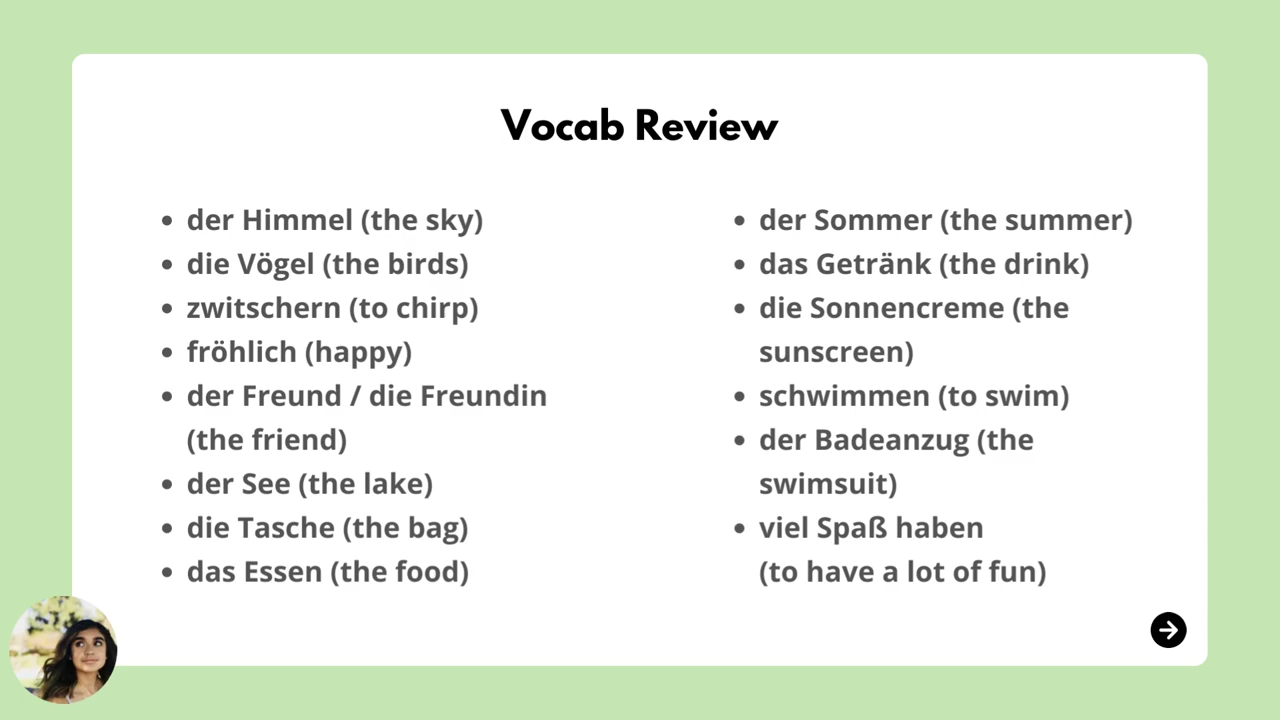 Vocab Review
• der Himmel (the sky)
• die Vögel (the birds)
• zwitschern (to chirp)
• fröhlich (happy)
• der Freund / die Freundin
(the friend)
• der See (the lake)
• die Tasche (the bag)
• das Essen (the food)
• der Sommer (the summer)
• das Getränk (the drink)
• die Sonnencreme (the
sunscreen)
• schwimmen (to swim)
• der Badeanzug (the
swimsuit)
• viel Spaß haben
(to have a lot of fun)